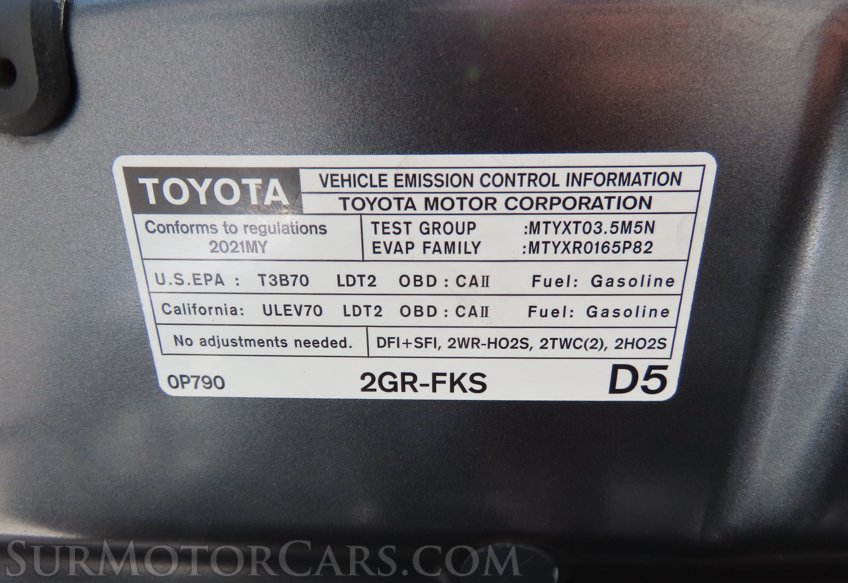 TOYOTA
VEHICLE EMISSION CONTROL INFORMATION
TOYOTA MOTOR CORPORATION
Conforms to regulations
2021MY
TEST GROUP :MTYXT03.5M5N
EVAP FAMILY :MTYXR0165P82
U.S.EPA : T3B70 LDT2 OBD : CAII Fuel: Gasoline
California: ULEV70 LDT2 OBD : CAII Fuel: Gasoline
No adjustments needed.
DFI+SFI, 2WR-HO2S, 2TWC(2), 2HO2S
0P790 2GR-FKS D5
SurMotorCars.com